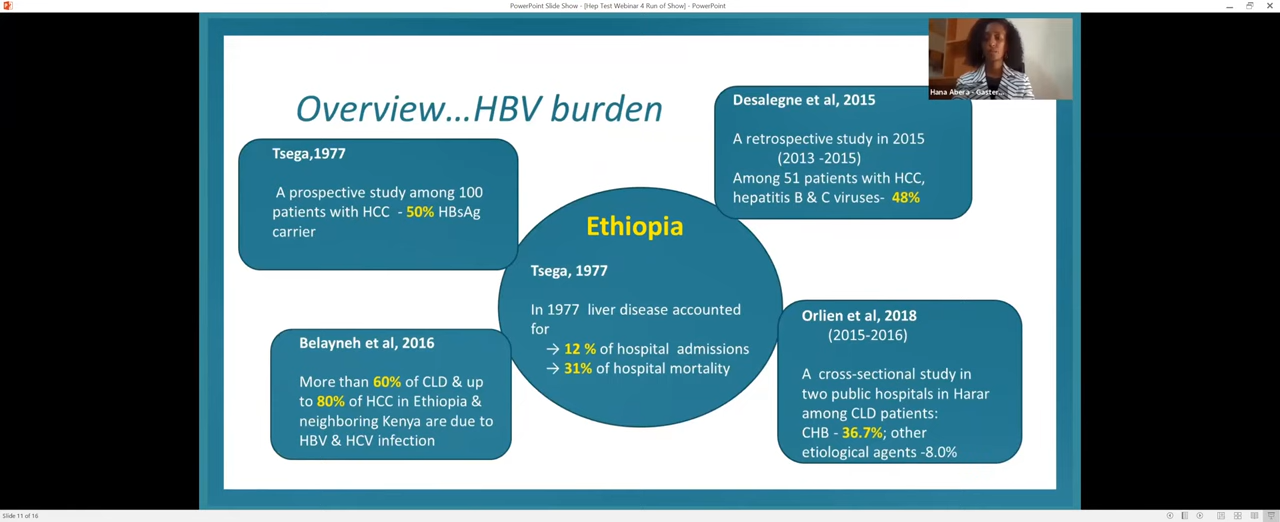 PowerPoint Slide Show - [Hep Test Webinar 4 Run of Show] - PowerPoint
Overview...HBV burden
Tsega,1977
A prospective study among 100
patients with HCC - 50% HBsAg
carrier
Desalegne et al, 2015
A retrospective study in 2015
(2013 -2015)
Among 51 patients with HCC,
hepatitis B & C viruses- 48%
Hana Abera - Gaster...
Ethiopia
Tsega, 1977
In 1977 liver disease accounted
for
→ 12 % of hospital admissions
→ 31% of hospital mortality
Belayneh et al, 2016
More than 60% of CLD & up
to 80% of HCC in Ethiopia &
neighboring Kenya are due to
HBV & HCV infection
Orlien et al, 2018
(2015-2016)
A cross-sectional study in
two public hospitals in Harar
among CLD patients:
CHB - 36.7%; other
etiological agents -8.0%
Slide 11 of 16